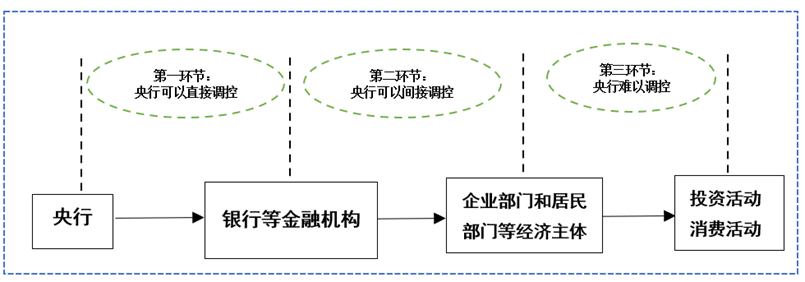 第一环节：
央行可以直接调控
第二环节：
央行可以间接调控
第三环节：
央行难以调控
央行
银行等金融机构
企业部门和居民
部门等经济主体
投资活动
消费活动